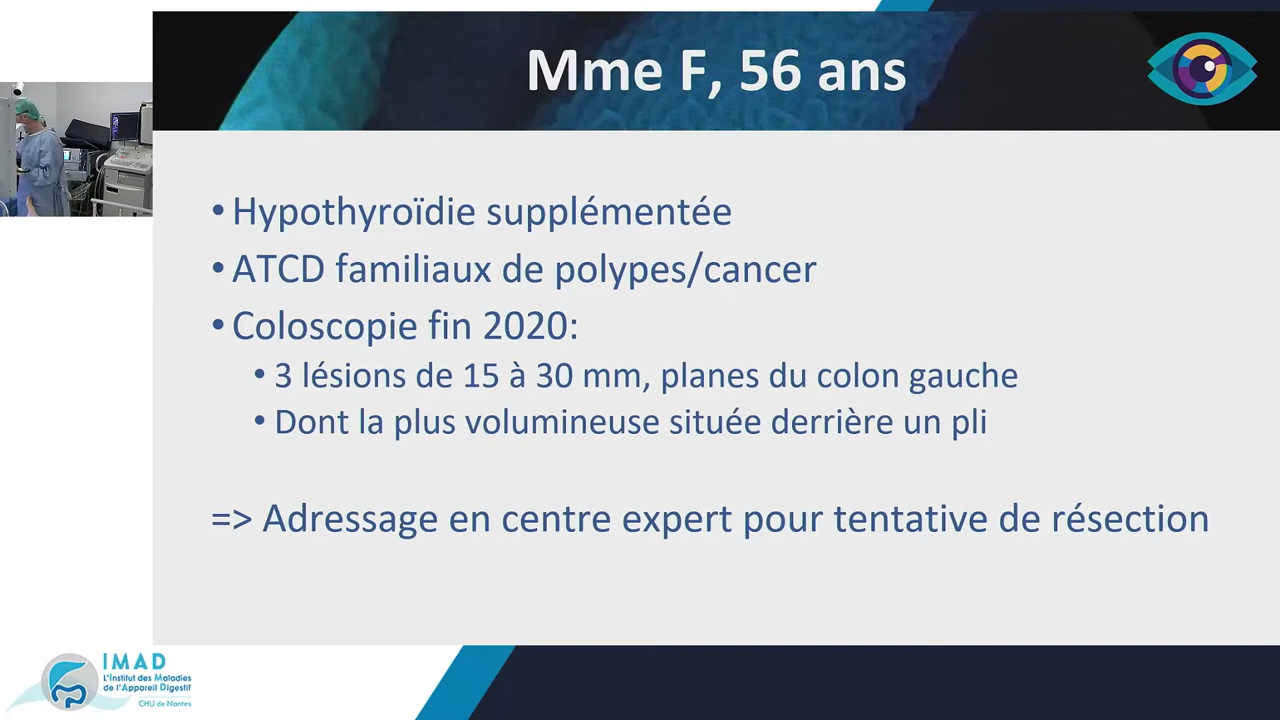 Mme F, 56 ans
• Hypothyroïdie supplémentée
• ATCD familiaux de polypes/cancer
• Coloscopie fin 2020:
• 3 lésions de 15 à 30 mm, planes du colon gauche
• Dont la plus volumineuse située derrière un pli
=> Adressage en centre expert pour tentative de résection
IMAD
L'Institut des Maladies
de l'Appareil Digestif
CHU de Nantes